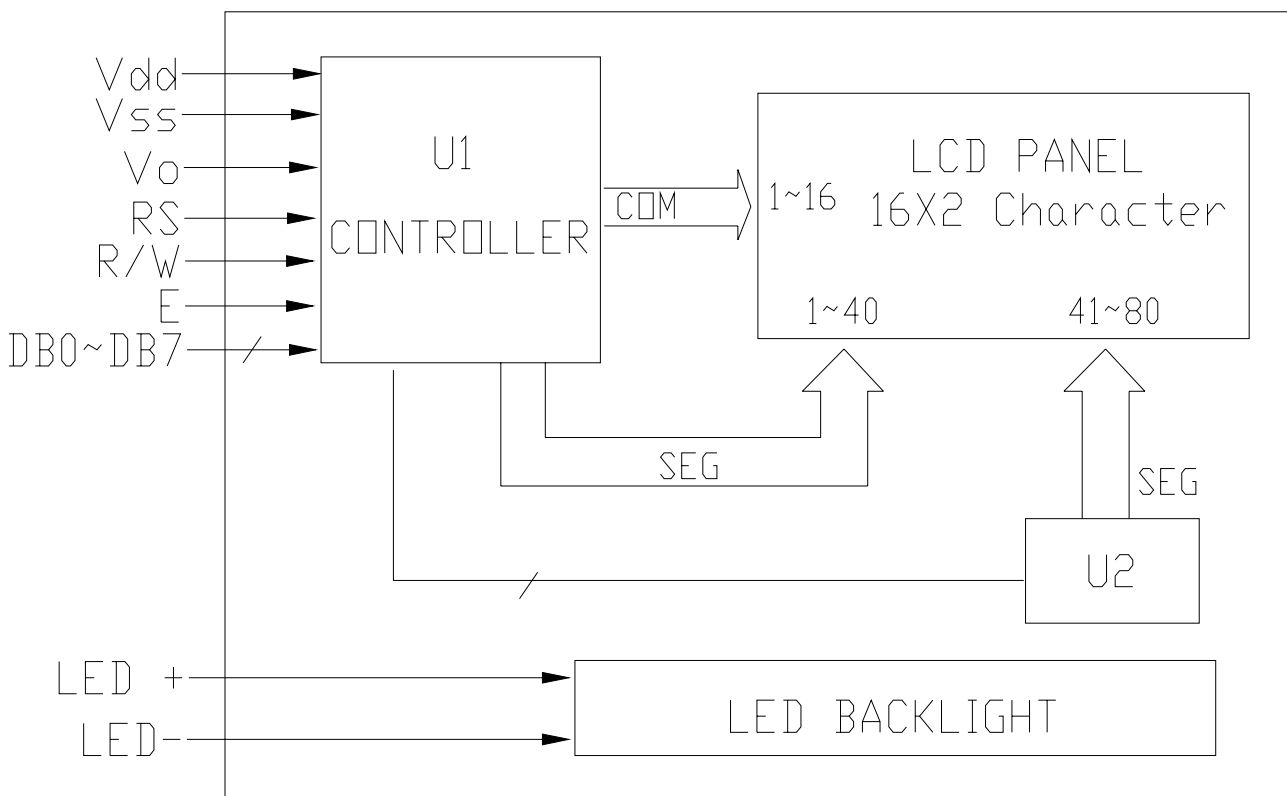 Vdd
Vss
Vo
RS
R/W
E
DB0~DB7
U1
CONTROLLER
COM
LCD PANEL
1~16
16X2 Character
1~40
41~80
SEG
SEG
U2
LED +
LED-
LED BACKLIGHT